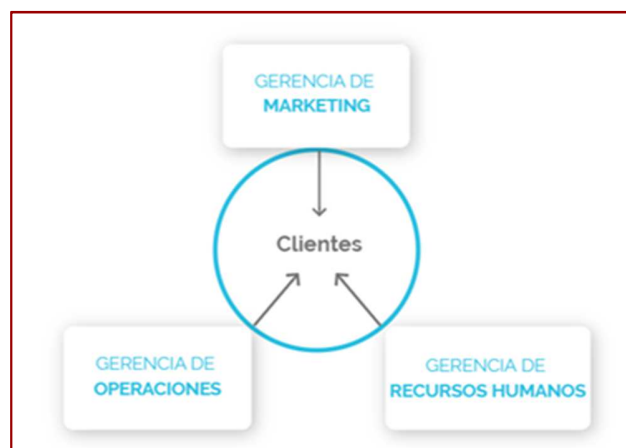 GERENCIA DE
MARKETING
Clientes
GERENCIA DE
OPERACIONES
GERENCIA DE
RECURSOS HUMANOS